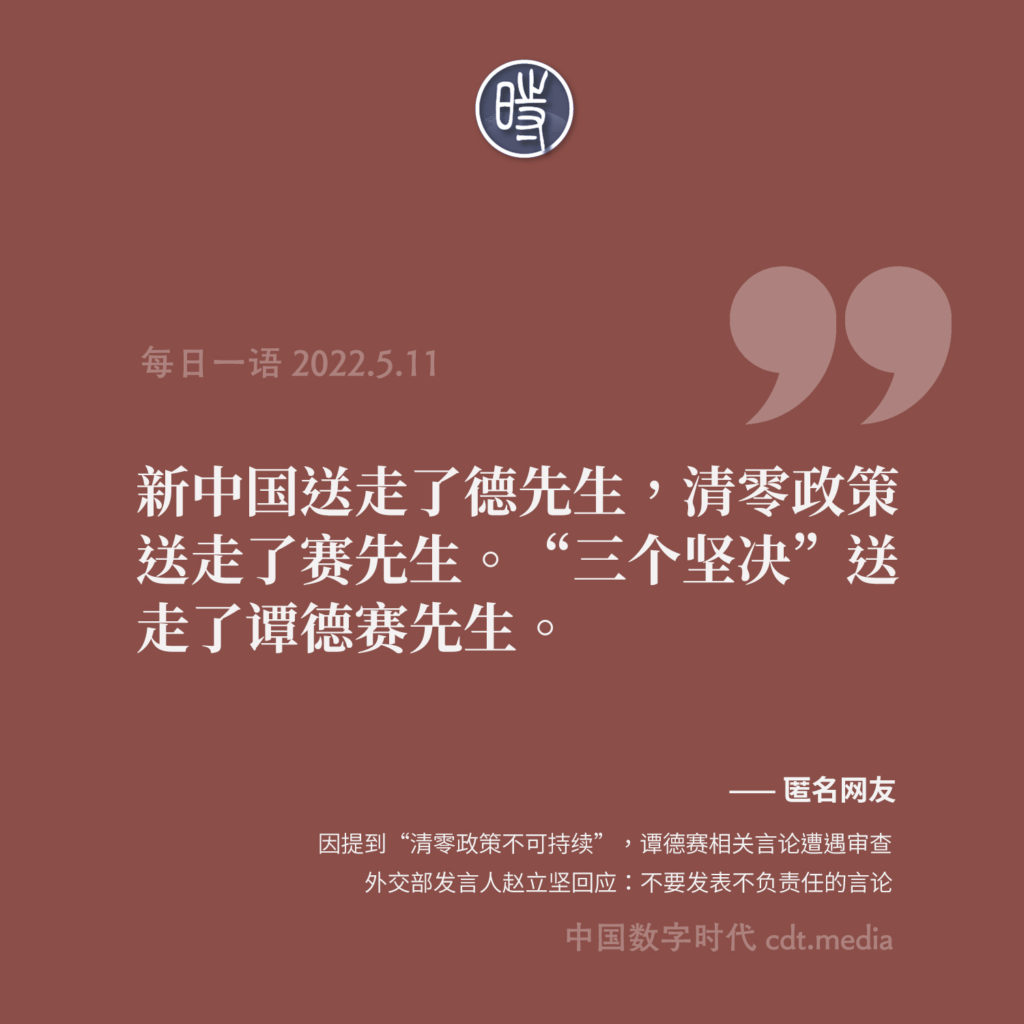 時
每日一语 2022.5.11
新中国送走了德先生，清零政策
送走了赛先生。“三个坚决”送
走了谭德赛先生。
—— 匿名网友
因提到“清零政策不可持续”，谭德赛相关言论遭遇审查
外交部发言人赵立坚回应：不要发表不负责任的言论
中国数字时代 cdt.media